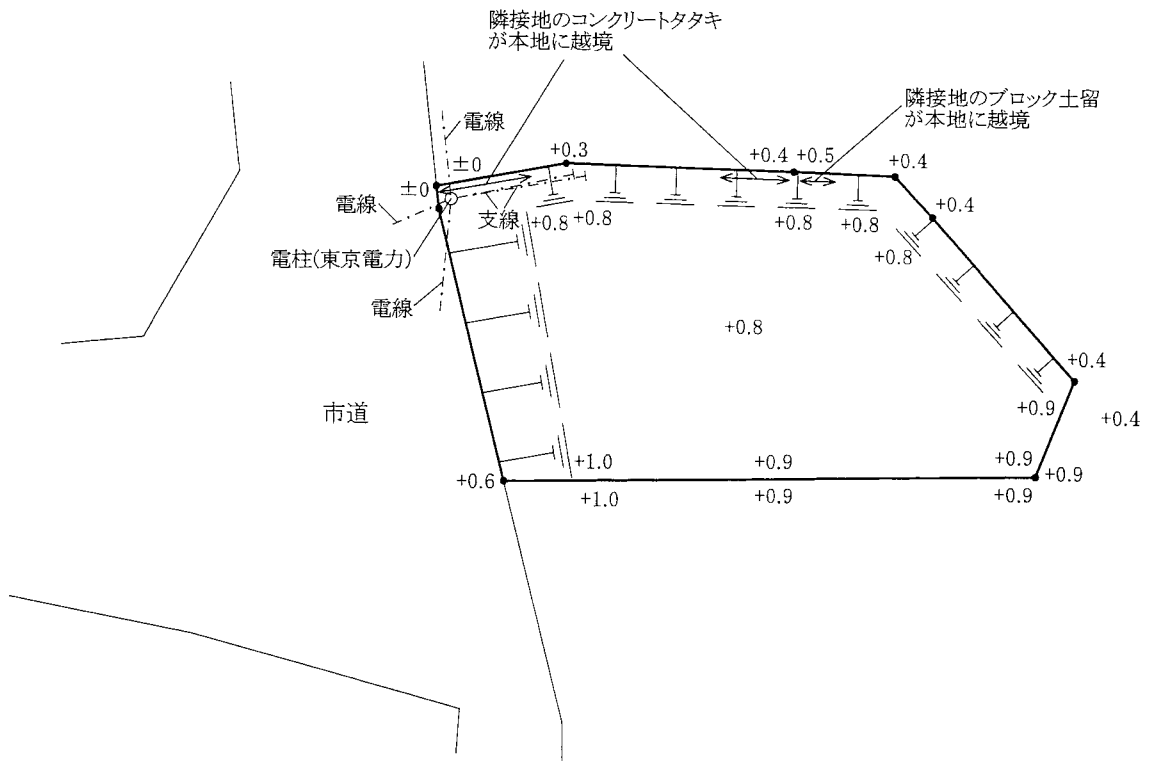 隣接地のコンクリートタタキ
が本地に越境
隣接地のブロック土留
が本地に越境
電線
±0
+0.3
+0.4 +0.5
+0.4
±0
電線
支線
+0.8 +0.8
+0.8
+0.8
+0.4
電柱(東京電力)
+0.8
電線
+0.8
+0.4
市道
+0.9
+0.4
+0.6
+1.0
+0.9
+0.9
+0.9
+1.0
+0.9
+0.9